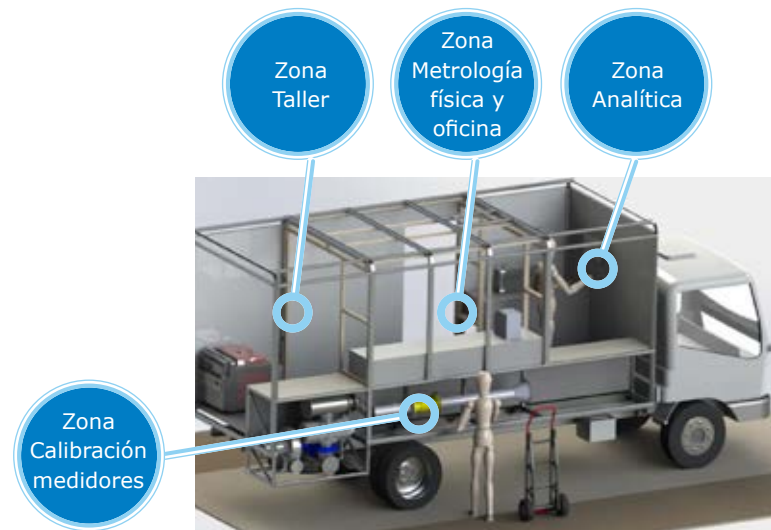 Zona
Taller
Zona
Metrología
física y
oficina
Zona
Analítica
Zona
Calibración
medidores